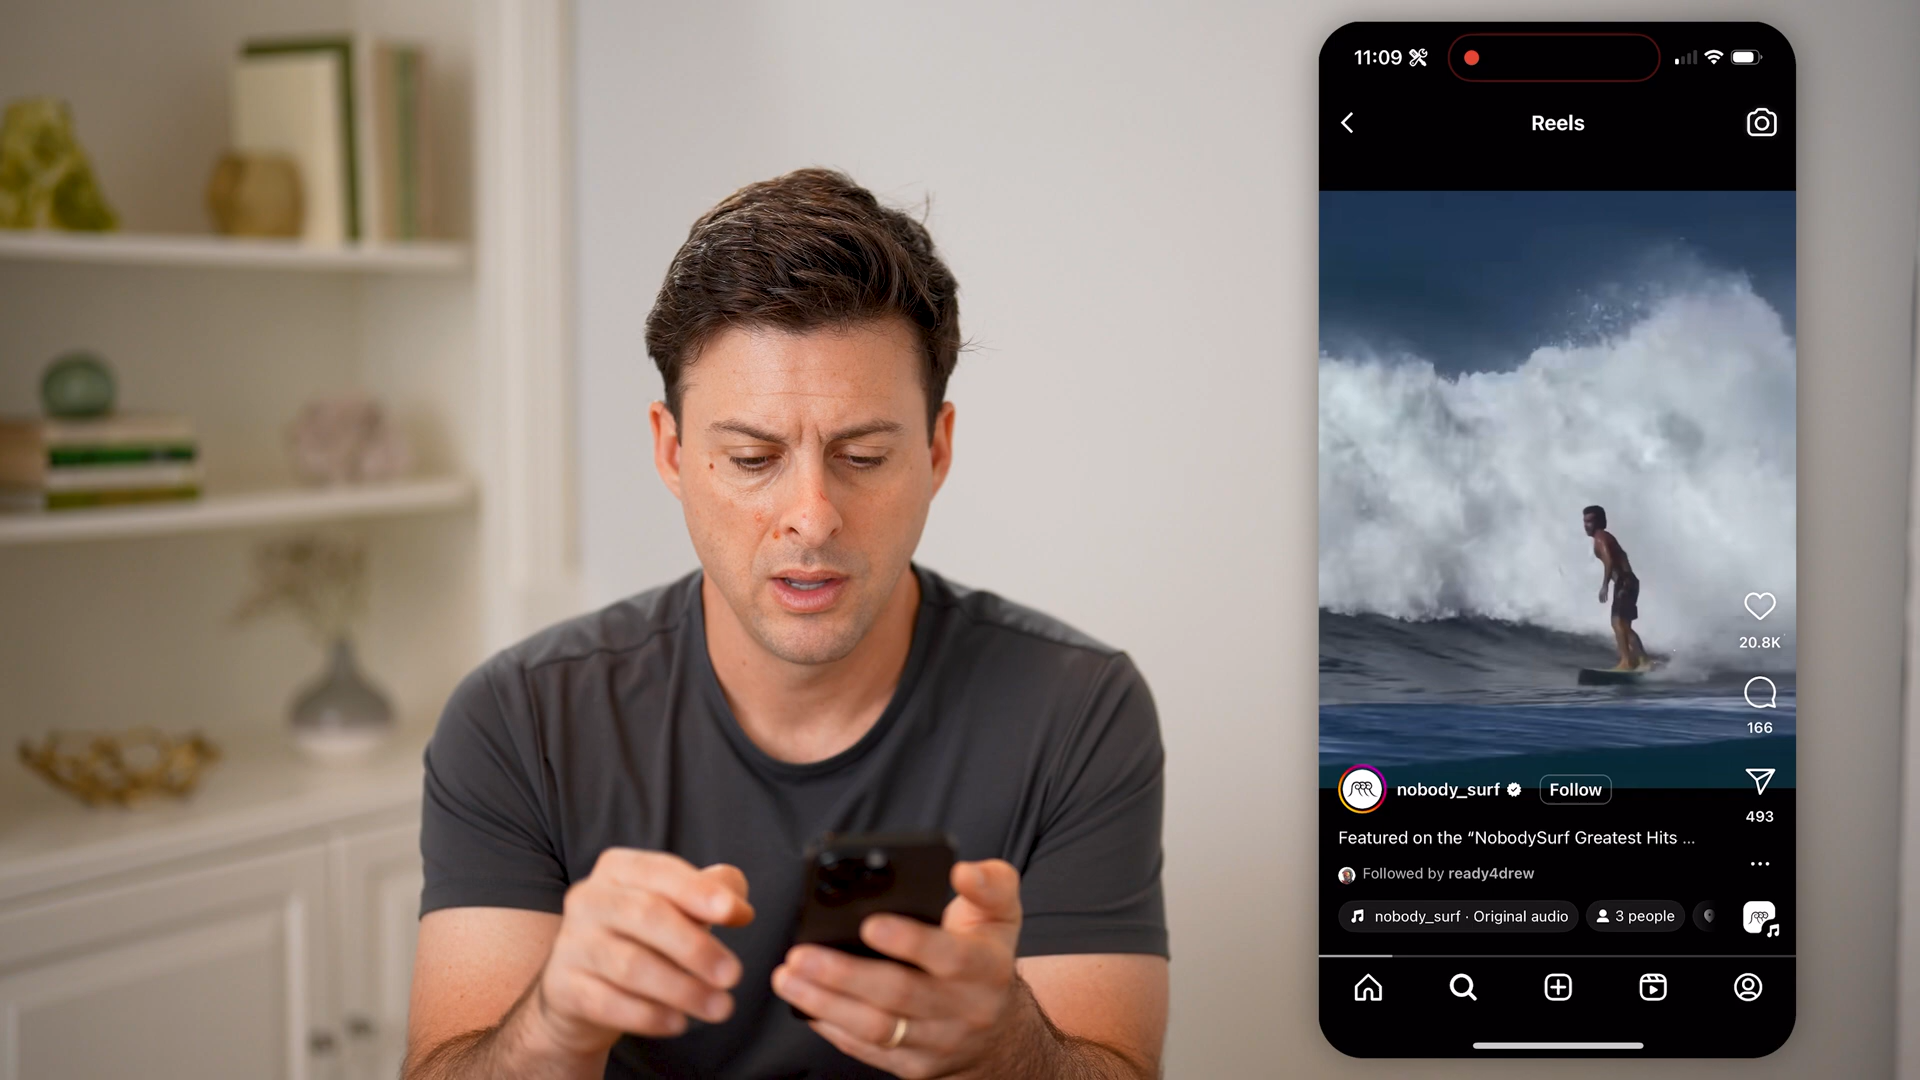 11:09
Reels
20.8K
166
493
nobody_surf
Follow
Featured on the “NobodySurf Greatest Hits ...
Followed by ready4drew
nobody_surf · Original audio
3 people